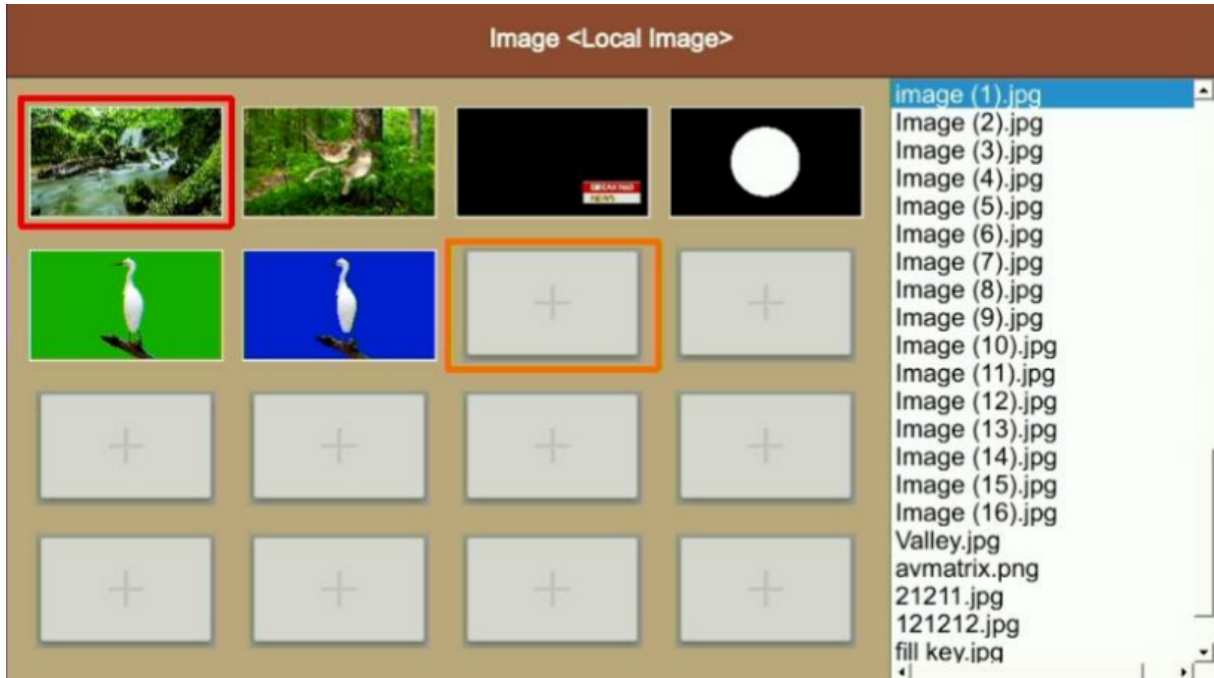 Image <Local Image>
BREAKING
NEWS
image (1).jpg
Image (2).jpg
Image (3).jpg
Image (4).jpg
Image (5).jpg
Image (6).jpg
Image (7).jpg
Image (8).jpg
Image (9).jpg
Image (10).jpg
Image (11).jpg
Image (12).jpg
Image (13).jpg
Image (14).jpg
Image (15).jpg
Image (16).jpg
Valley.jpg
avmatrix.png
21211.jpg
121212.jpg
fill key.jpg